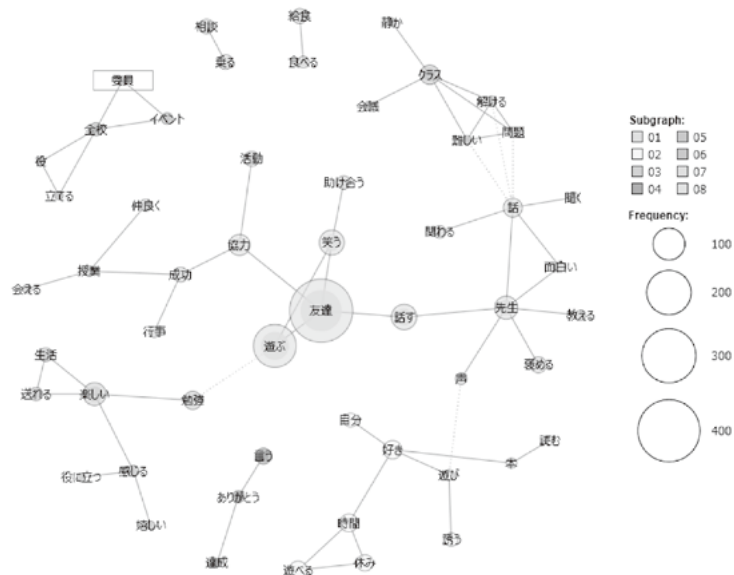 相談
乗る
給食
食べる
静か
クラス
会議
解ける
難しい
問題
委員
イベント
全校
役
立てる
活動
助け合う
仲良く
協力
笑う
話
聞く
関わる
面白い
授業
会える
成功
行事
友達
遊ぶ
話す
先生
教える
褒める
声
生活
送れる
楽しい
勉強
自分
好き
読む
本
遊び
言う
ありがとう
達成
役に立つ
感じる
嬉しい
時間
誘う
遊べる
休み
Subgraph:
01 05
02 06
03 07
04 08
Frequency:
100
200
300
400